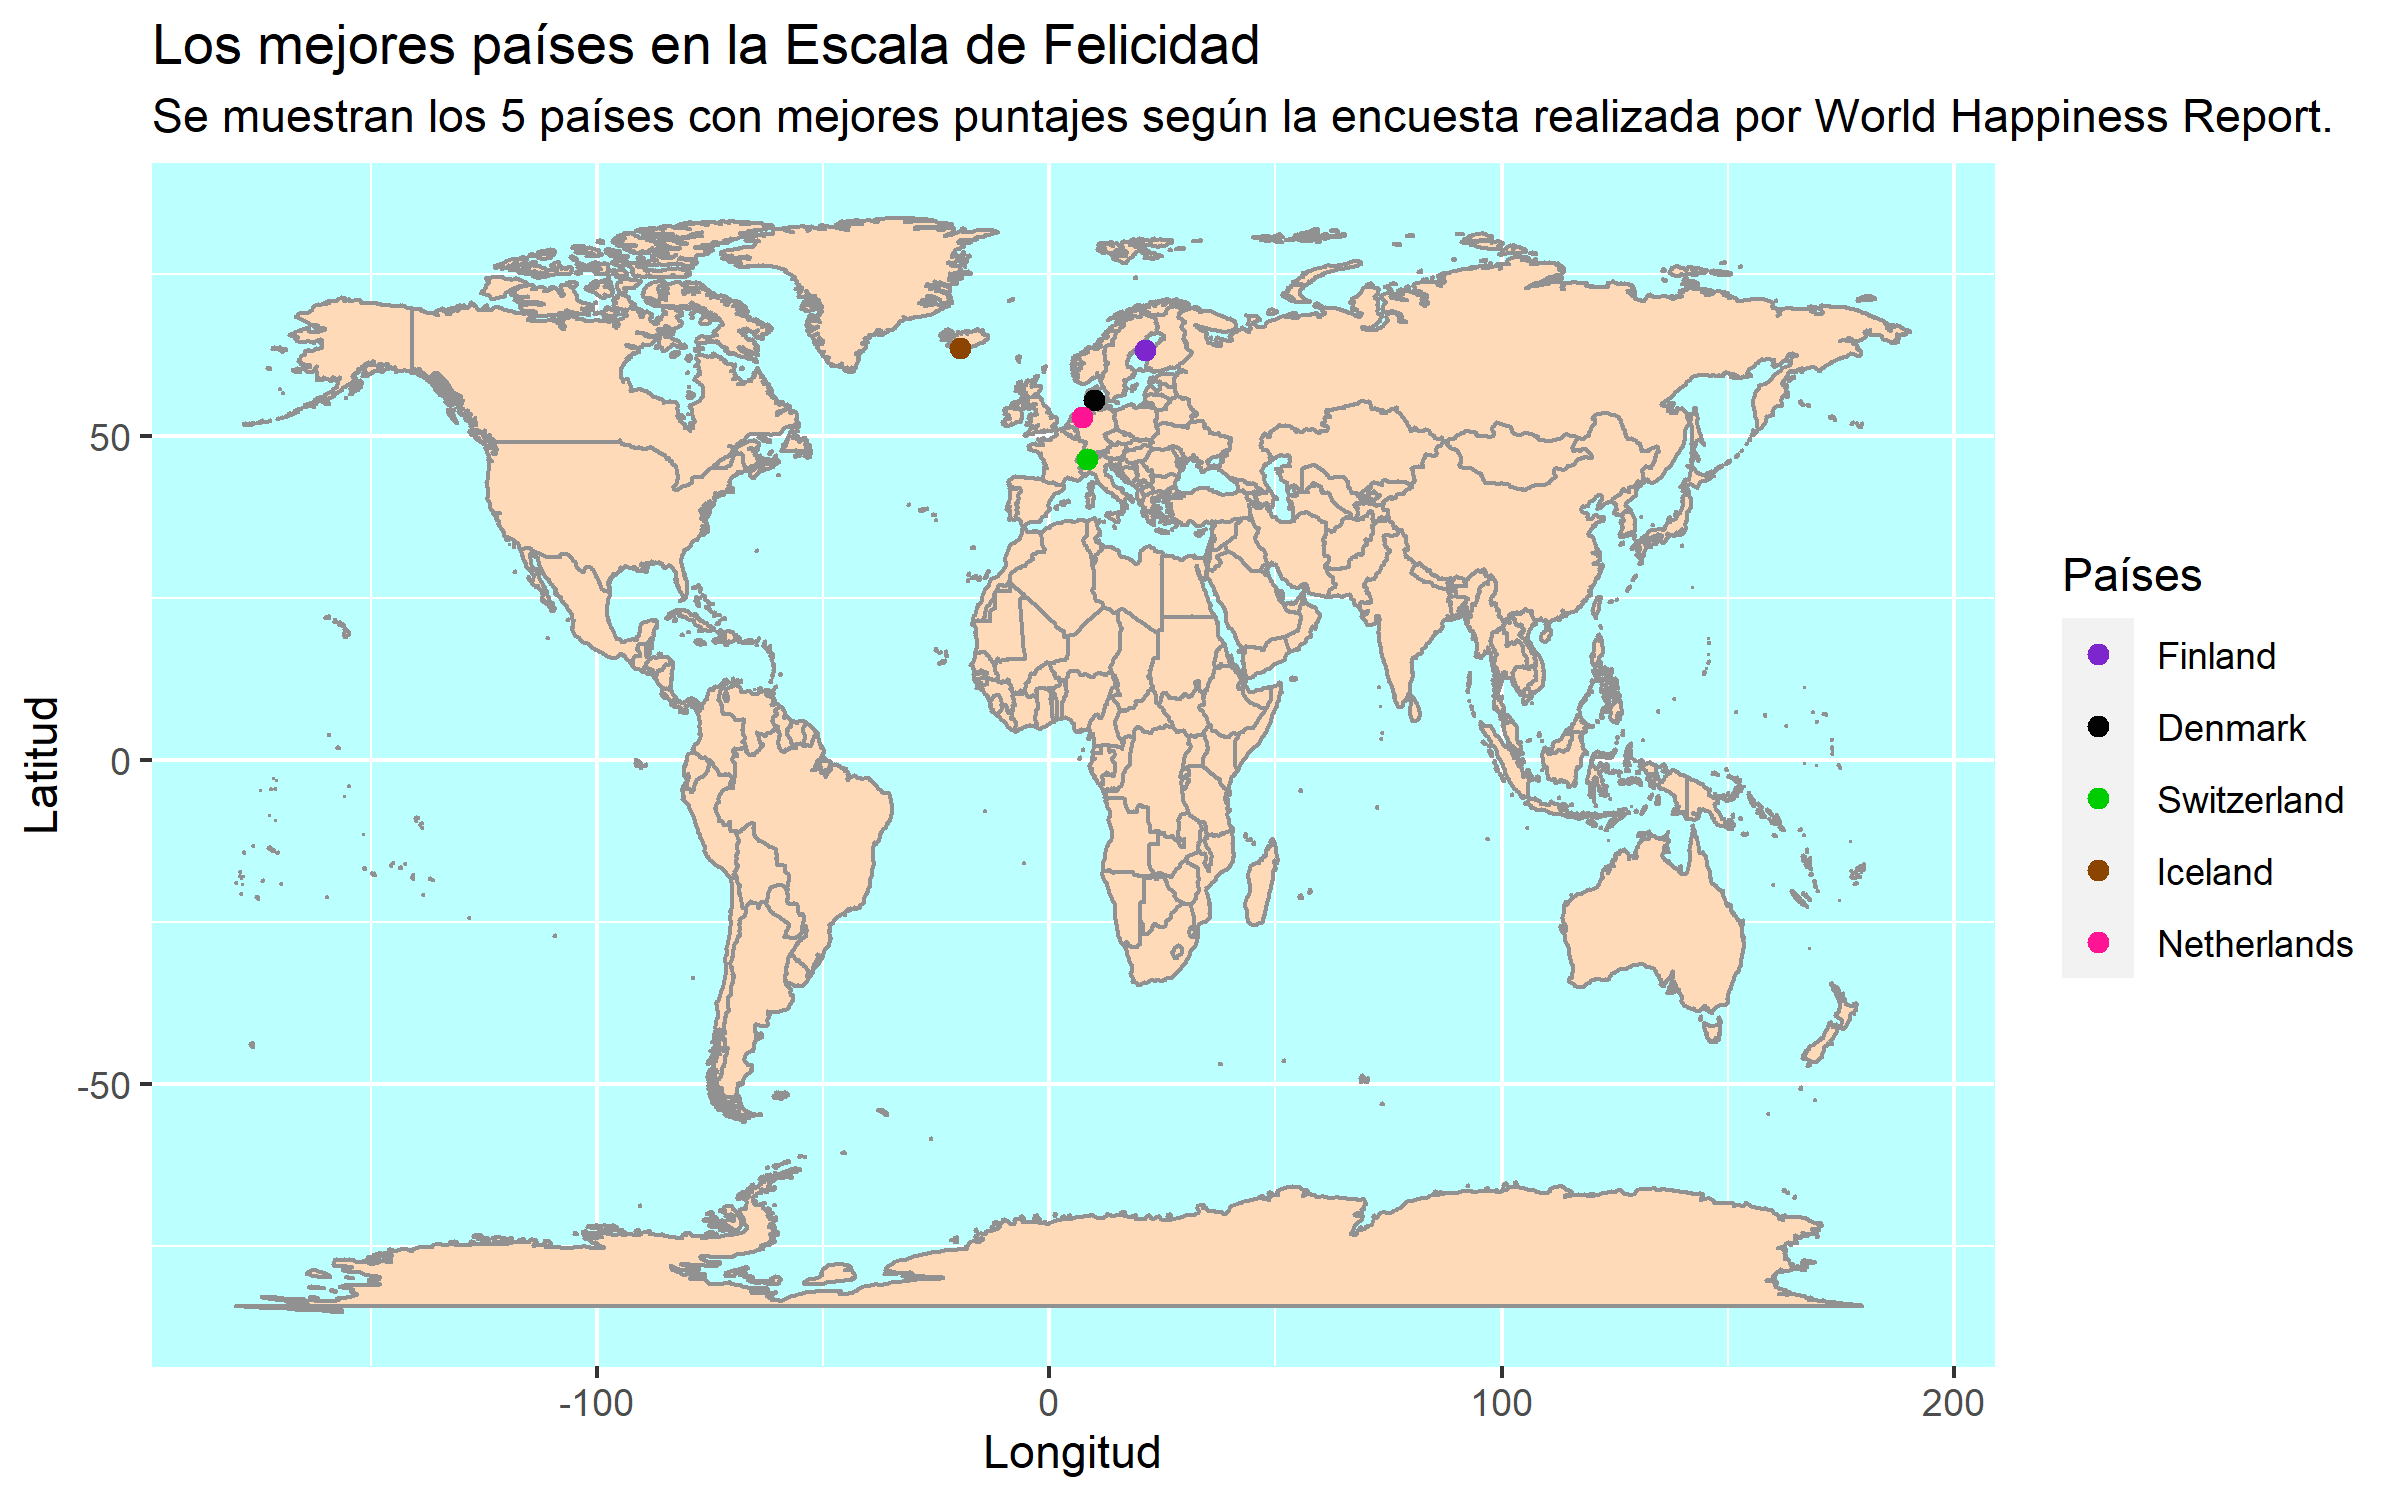 Los mejores países en la Escala de Felicidad
Se muestran los 5 países con mejores puntajes según la encuesta realizada por World Happiness Report.
Latitud
50
0
-50
-100
0
100
200
Longitud
Países
Finland
Denmark
Switzerland
Iceland
Netherlands